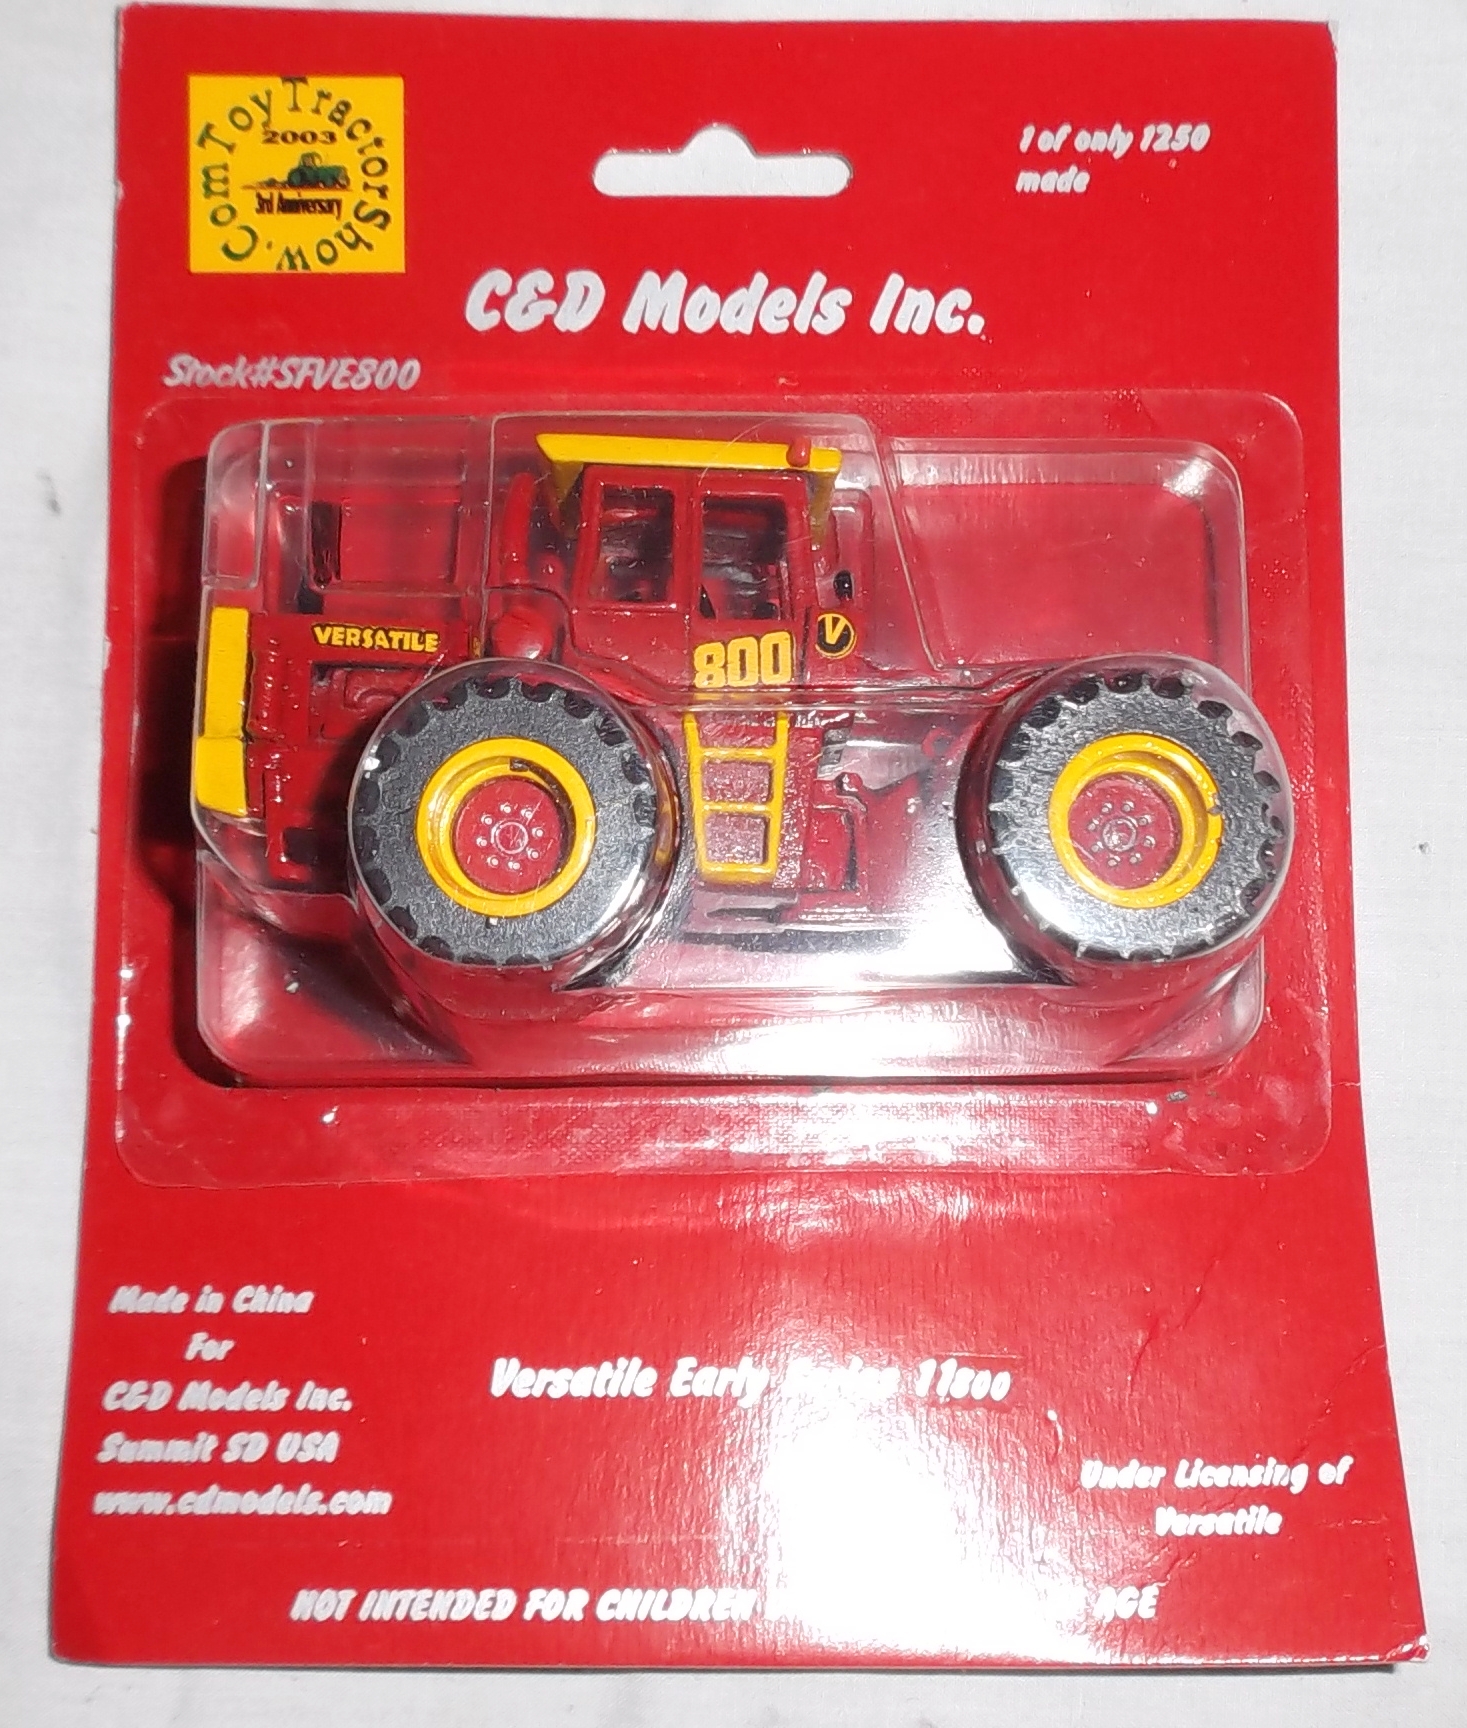 ToyTractorShow.Com
2003
3rd Anniversary
1 of only 1250
made
C&D Models Inc.
Stock#SFVE800
VERSATILE
800
V
Made in China
For
C&D Models Inc.
Summit SD USA
www.cdmodels.com
Versatile Early 11800
Under Licensing of
Versatile
NOT INTENDED FOR CHILDREN AGE